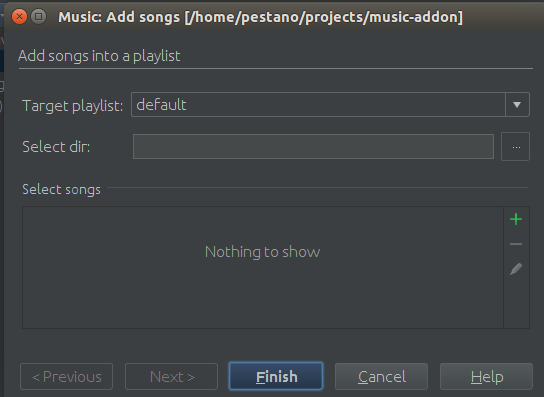 Music: Add songs [/home/pestano/projects/music-addon]
Add songs into a playlist
Target playlist: default
Select dir: ...
Select songs
Nothing to show
< Previous Next > Finish Cancel Help